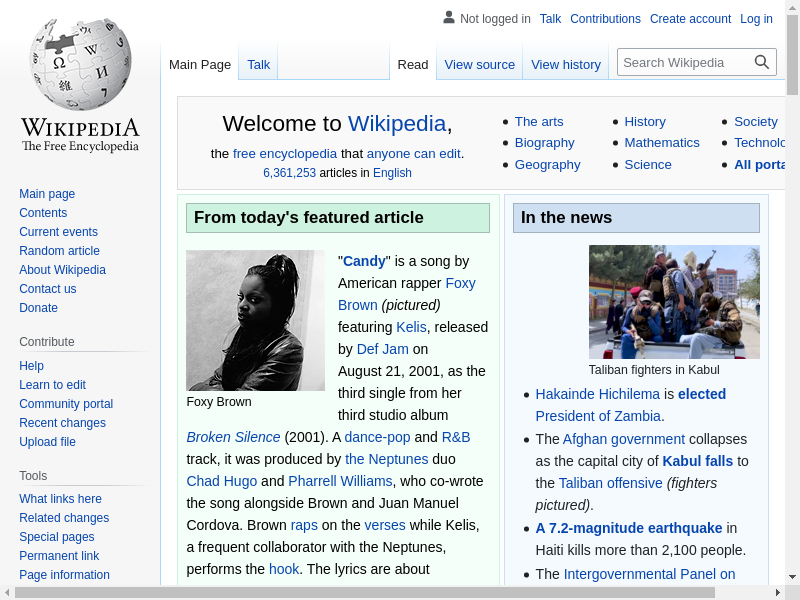 Not logged in Talk Contributions Create account Log in
Main Page Talk Read View source View history Search Wikipedia
WIKIPEDIA
The Free Encyclopedia
Main page
Contents
Current events
Random article
About Wikipedia
Contact us
Donate
Contribute
Help
Learn to edit
Community portal
Recent changes
Upload file
Tools
What links here
Related changes
Special pages
Permanent link
Page information
Welcome to Wikipedia,
the free encyclopedia that anyone can edit.
6,361,253 articles in English
The arts
Biography
Geography
History
Mathematics
Science
Society
Technolo
All porta
From today's featured article
Foxy Brown
"Candy" is a song by
American rapper Foxy
Brown (pictured)
featuring Kelis, released
by Def Jam on
August 21, 2001, as the
third single from her
third studio album
Broken Silence (2001). A dance-pop and R&B
track, it was produced by the Neptunes duo
Chad Hugo and Pharrell Williams, who co-wrote
the song alongside Brown and Juan Manuel
Cordova. Brown raps on the verses while Kelis,
a frequent collaborator with the Neptunes,
performs the hook. The lyrics are about
In the news
Taliban fighters in Kabul
Hakainde Hichilema is elected
President of Zambia.
The Afghan government collapses
as the capital city of Kabul falls to
the Taliban offensive (fighters
pictured).
A 7.2-magnitude earthquake in
Haiti kills more than 2,100 people.
The Intergovernmental Panel on